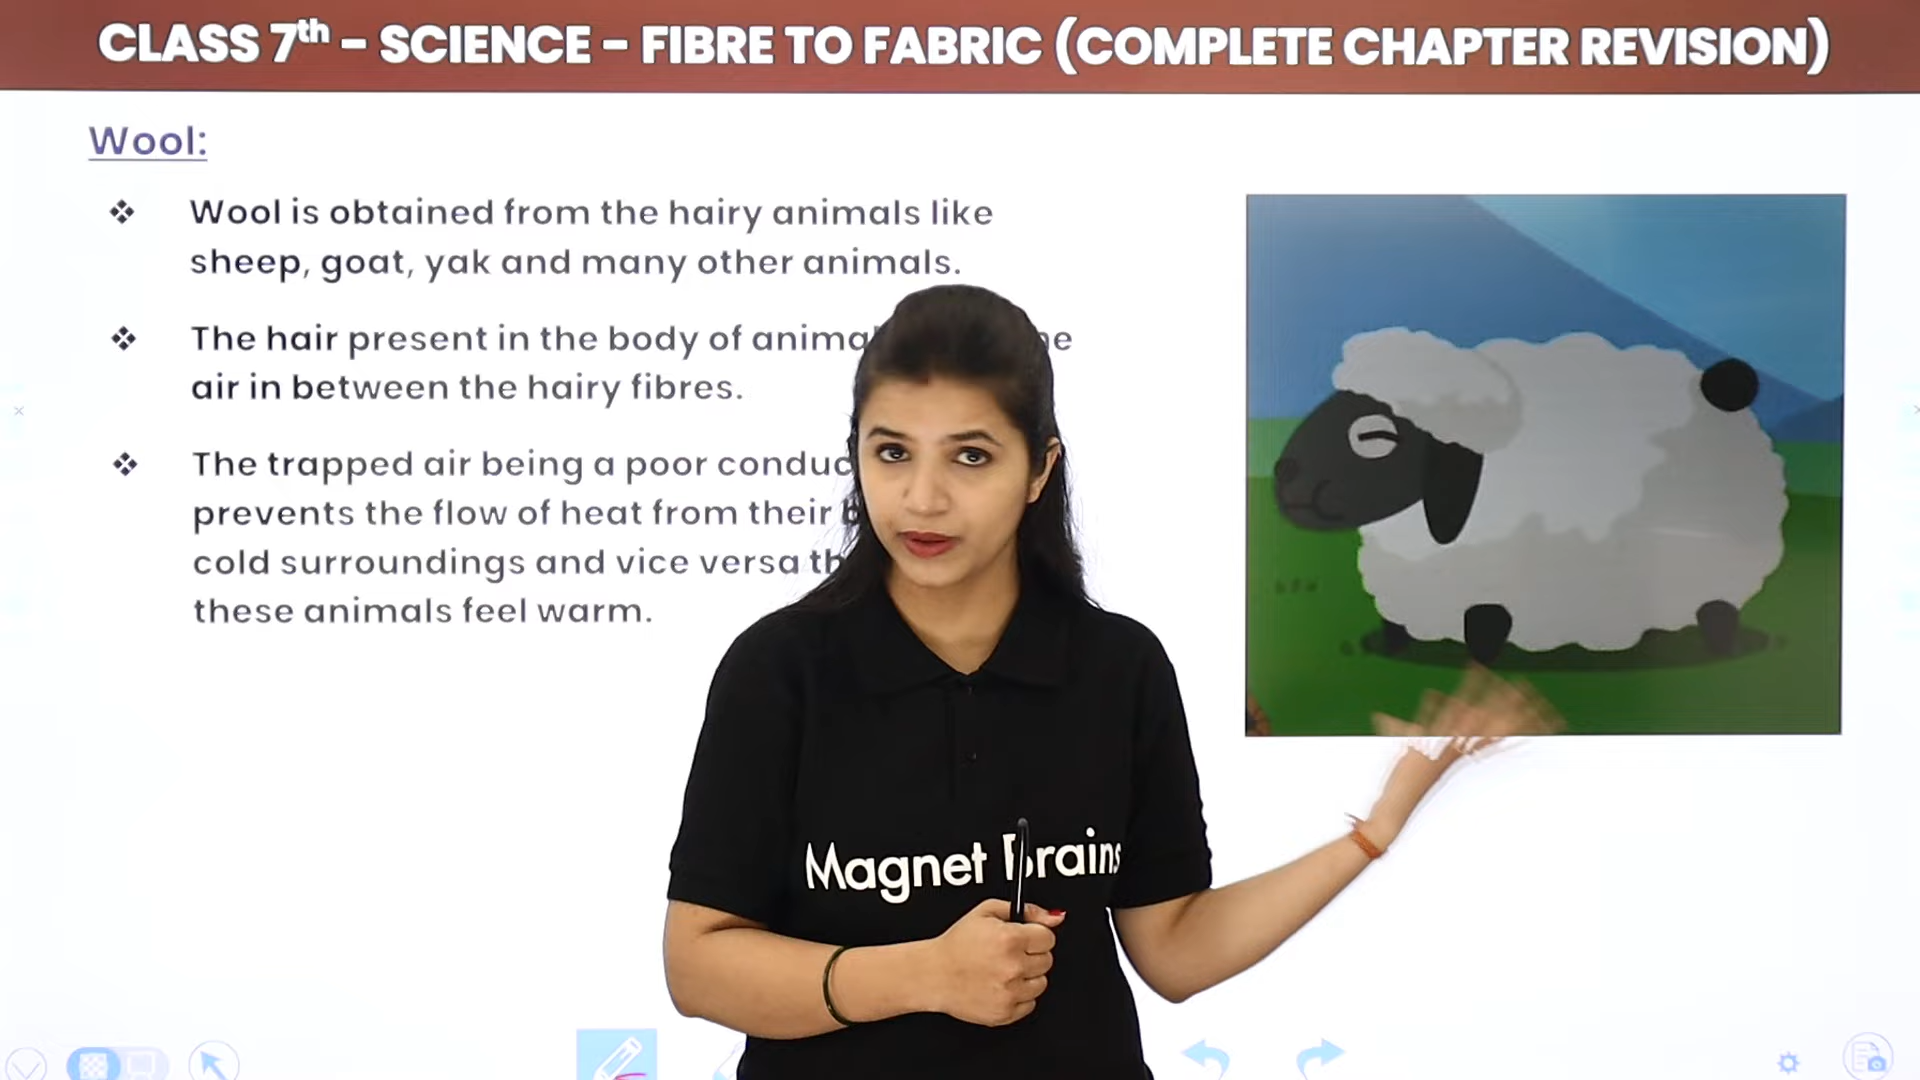 CLASS 7th - SCIENCE - FIBRE TO FABRIC (COMPLETE CHAPTER REVISION)
Wool:
❖ Wool is obtained from the hairy animals like
sheep, goat, yak and many other animals.
❖ The hair present in the body of
air in between the hairy fibres.
❖ The trapped air being a poor
prevents the flow of heat from their
cold surroundings and vice versa
these animals feel warm.
Magnet Brains